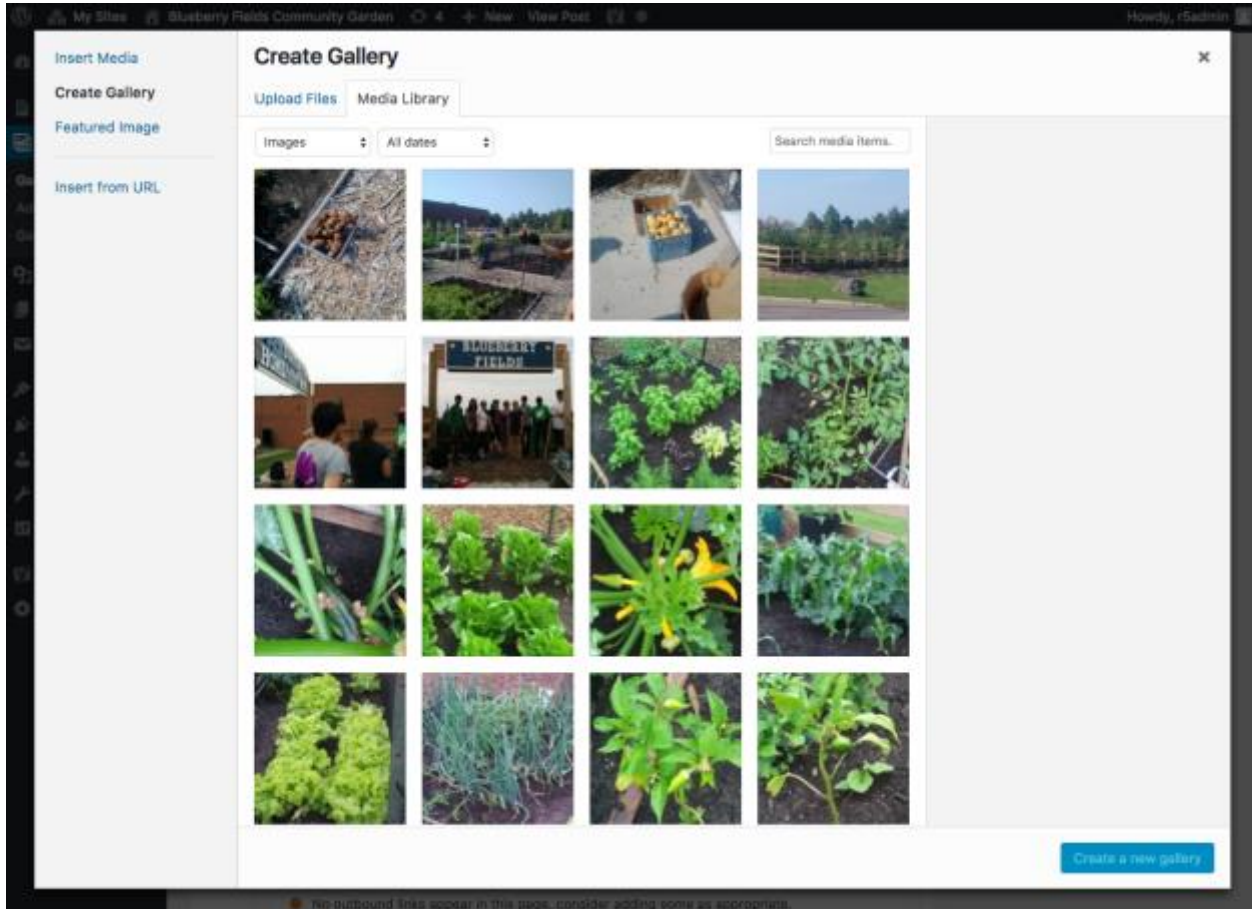 My Sites Blueberry Fields Community Garden 4 + New View Post Howdy, r5admin
Insert Media
Create Gallery
Featured Image
Insert from URL
Create Gallery
×
Upload Files Media Library
Images All dates Search media items.
BLUEBERRY
FIELDS
Create a new gallery
No outbound links appear in this page, consider adding some as appropriate.